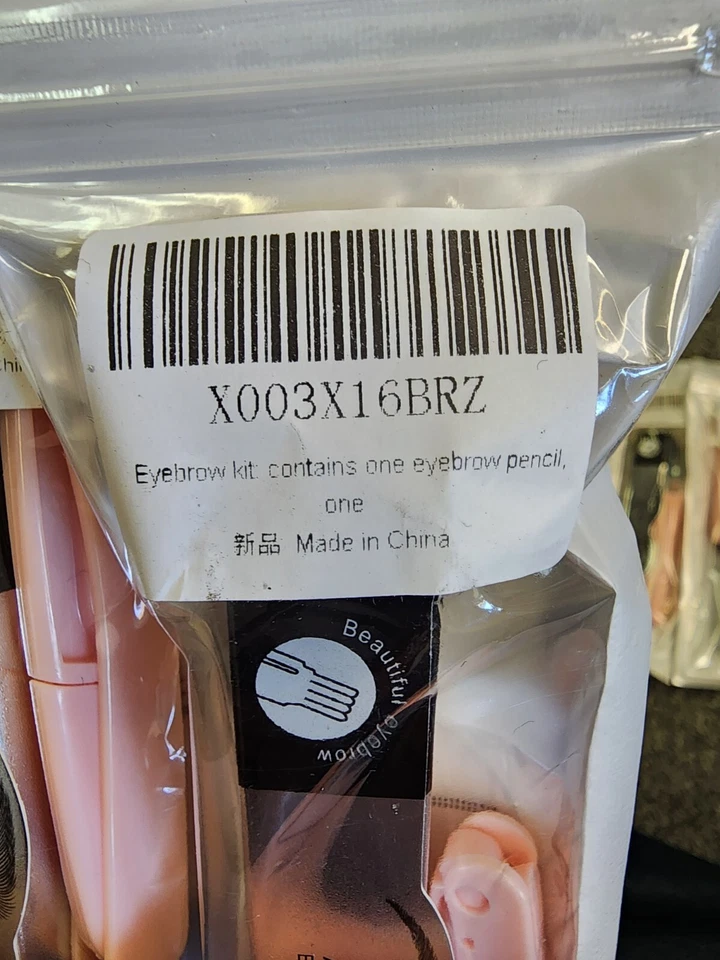 X003X16BRZ
Eyebrow kit: contains one eyebrow pencil,
one
新品 Made in China
Beautiful eyebrow